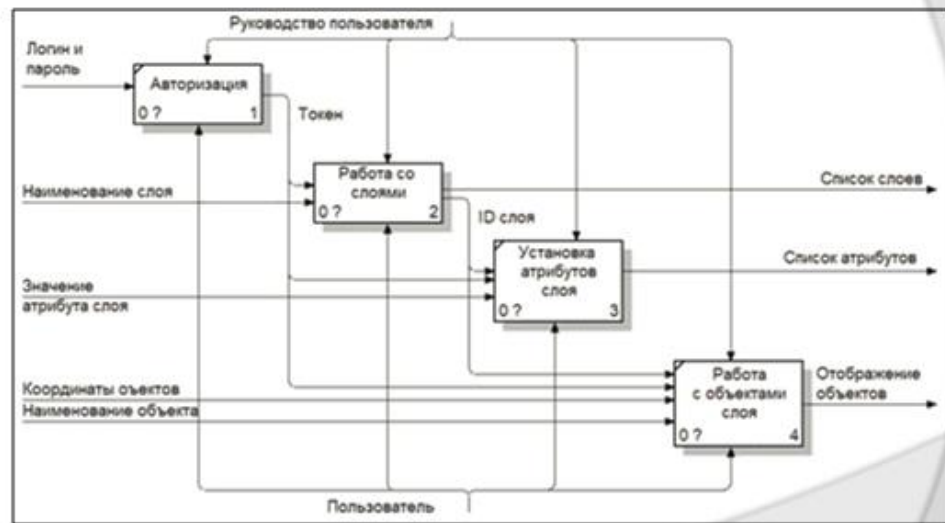 Руководство пользователя
Логин и
пароль
Авторизация
0 ?
1
Токен
Наименование слоя
Работа со
слоями
0 ?
2
Список слоев
ID слоя
Значение
атрибута слоя
Установка
атрибутов
слоя
0 ?
3
Список атрибутов
Координаты оъектов
Наименование объекта
Работа
с объектами
слоя
0 ?
4
Отображение
объектов
Пользователь